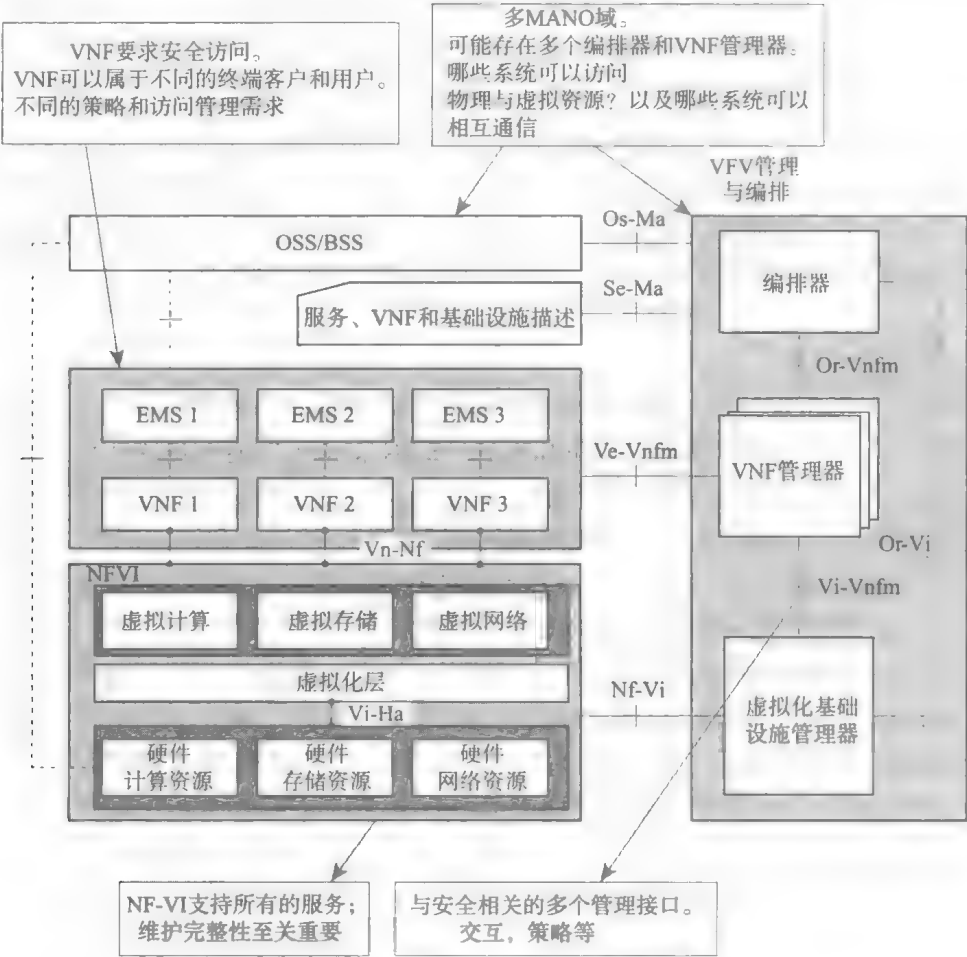 VNF要求安全访问。
VNF可以属于不同的终端客户和用户。
不同的策略和访问管理需求
多MANO域。
可能存在多个编排器和VNF管理器。
哪些系统可以访问
物理与虚拟资源？以及哪些系统可以
相互通信
VFV管理
与编排
OSS/BSS
Os-Ma
编排器
Se-Ma
服务、VNF和基础设施描述
Or-Vnfm
EMS 1
EMS 2
EMS 3
Ve-Vnfm
VNF管理器
VNF 1
VNF 2
VNF 3
Vn-Nf
Or-Vi
NFVI
Vi-Vnfm
虚拟计算
虚拟存储
虚拟网络
虚拟化层
Nf-Vi
虚拟化基础
设施管理器
Vi-Ha
硬件
计算资源
硬件
存储资源
硬件
网络资源
NF-VI支持所有的服务；
维护完整性至关重要
与安全相关的多个管理接口。
交互，策略等